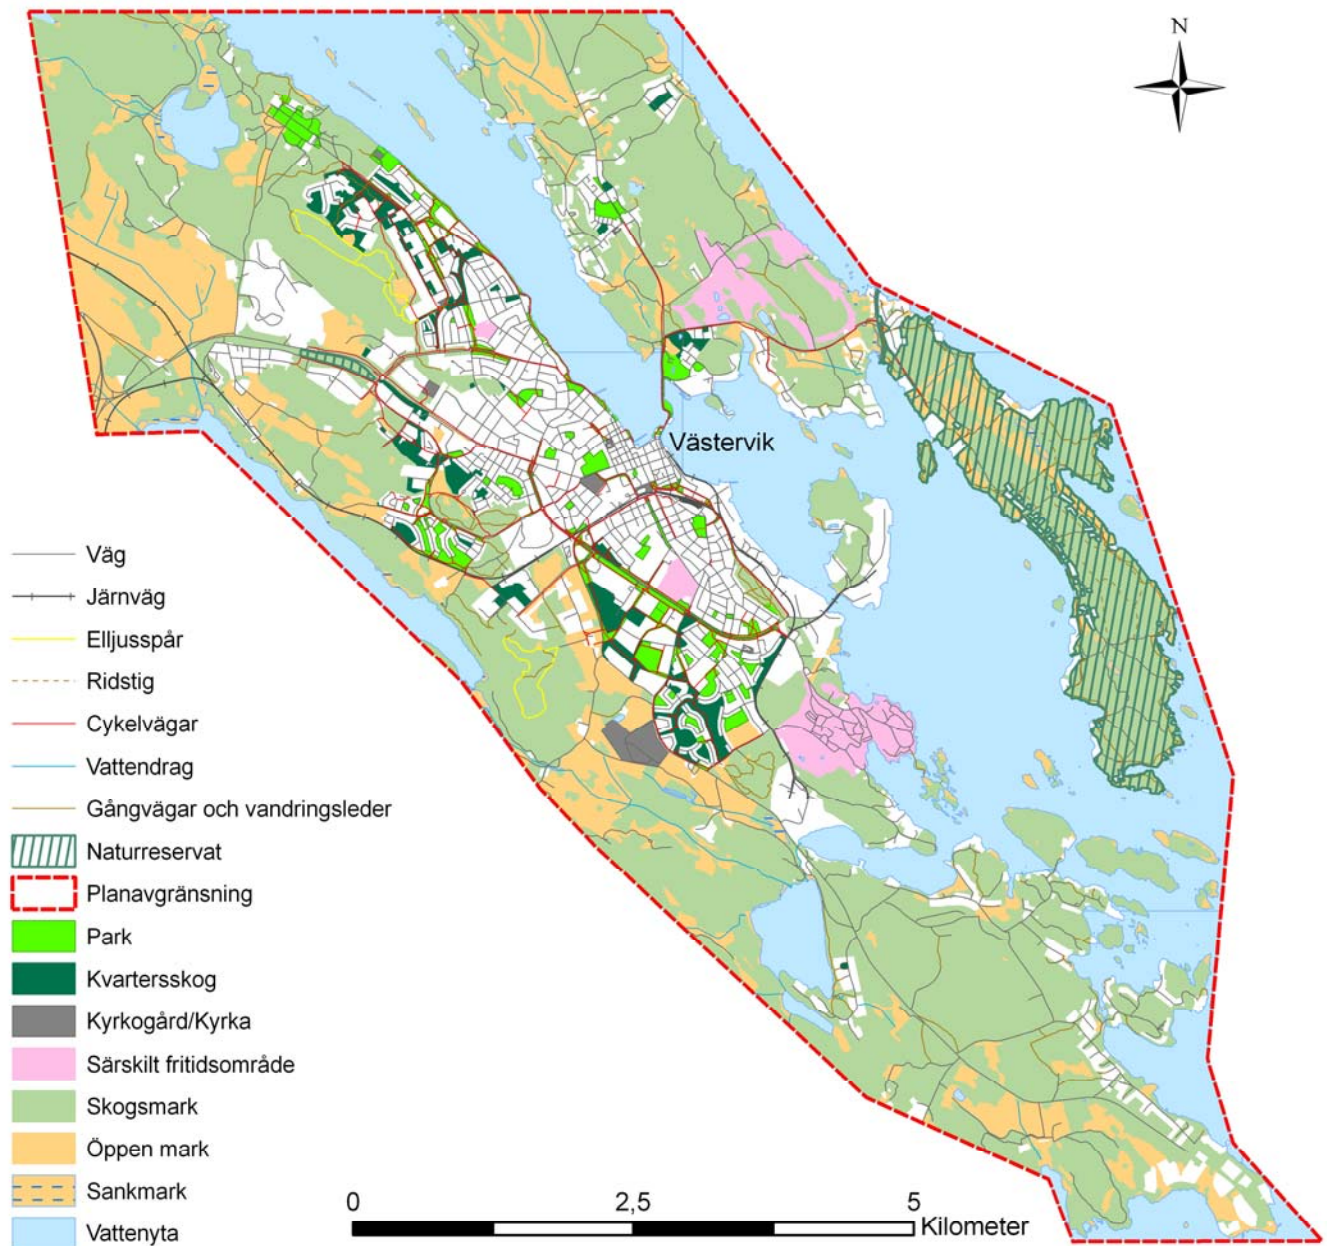 N
Västervik
Väg
Järnväg
Elljusspår
Ridstig
Cykelvägar
Vattendrag
Gångvägar och vandringsleder
Naturreservat
Planavgränsning
Park
Kvartersskog
Kyrkogård/Kyrka
Särskilt fritidsområde
Skogsmark
Öppen mark
Sankmark
Vattenyta
0 2,5 5
Kilometer